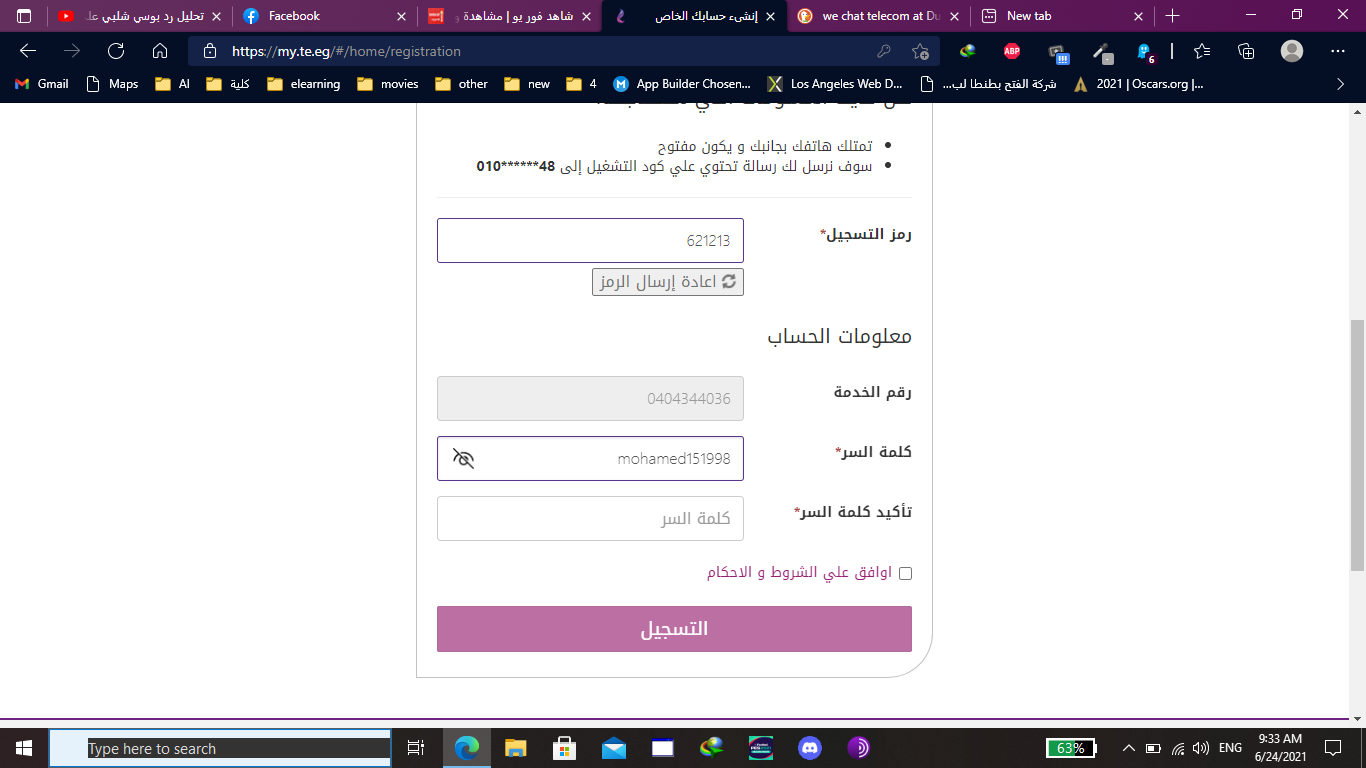 تحليل رد بوسي شلبي عل
Facebook
شاهد فور يو | مشاهدة و
إنشيء حسابك الخاص
we chat telecom at Du
New tab
https://my.te.eg/#/home/registration
ABP
6
Gmail
Maps
AI
كلية
elearning
movies
other
new
4
App Builder Chosen...
Los Angeles Web D...
شركة الفتح بطنطا لب...
2021 | Oscars.org |...
تمتلك هاتفك بجانبك و يكون مفتوح
سوف نرسل لك رسالة تحتوي علي كود التشغيل إلى 010******48
رمز التسجيل*
621213
اعادة إرسال الرمز
معلومات الحساب
رقم الخدمة
0404344036
كلمة السر*
mohamed151998
تأكيد كلمة السر*
كلمة السر
اوافق علي الشروط و الاحكام
التسجيل
Type here to search
63%
ENG
9:33 AM
6/24/2021